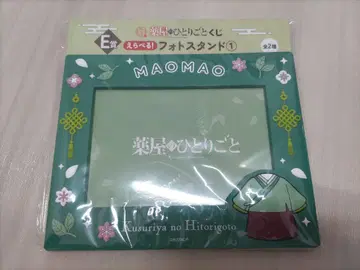 E賞
薬屋のひとりごとくじ
えらべる!
フォトスタンド①
全2種
MAOMAO
薬屋のひとりごと
Kusuriya no Hitorigoto